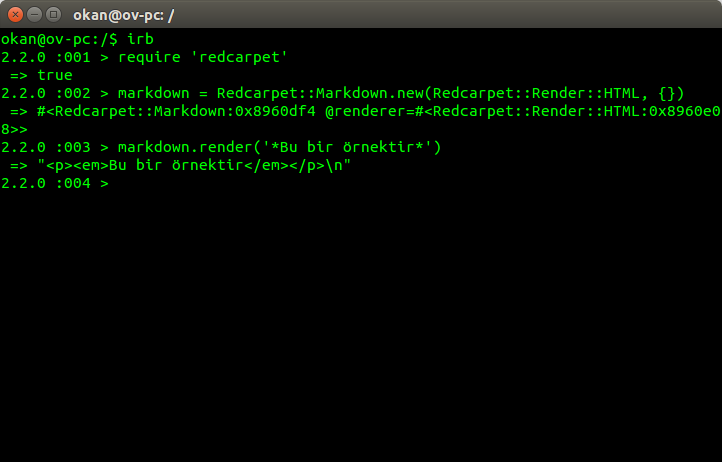 okan@ov-pc: /
okan@ov-pc:/$ irb
2.2.0 :001 > require 'redcarpet'
 => true
2.2.0 :002 > markdown = Redcarpet::Markdown.new(Redcarpet::Render::HTML, {})
 => #<Redcarpet::Markdown:0x8960df4 @renderer=#<Redcarpet::Render::HTML:0x8960e0
8>>
2.2.0 :003 > markdown.render('*Bu bir örnektir*')
 => "<p><em>Bu bir örnektir</em></p>\n"
2.2.0 :004 >